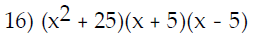 16) (x² + 25)(x + 5)(x - 5)